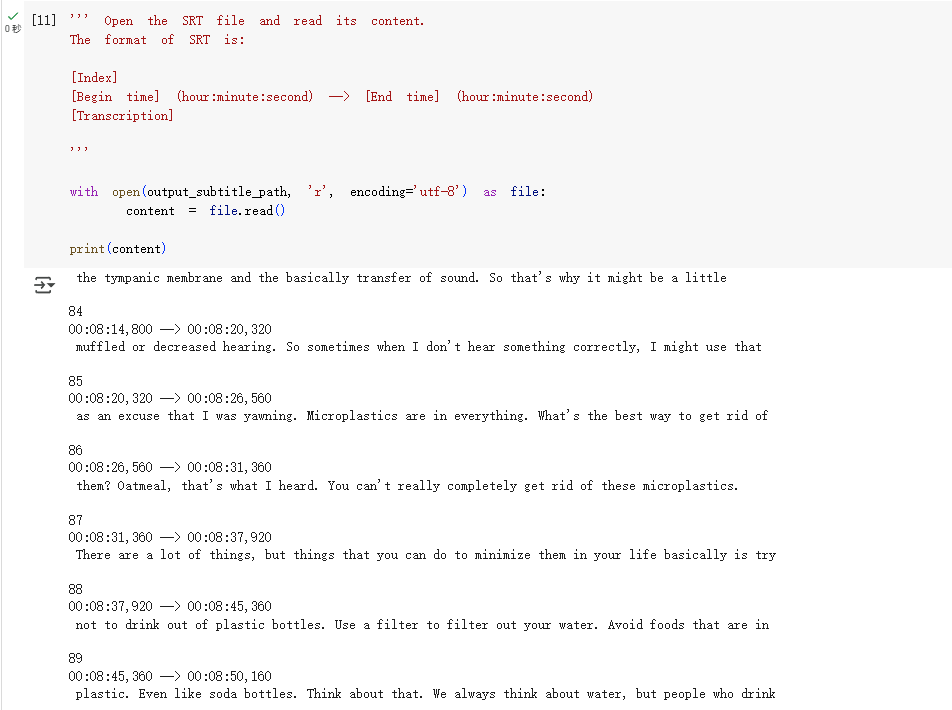 [11] ''' Open the SRT file and read its content.
0 秒
The format of SRT is:
[Index]
[Begin time] (hour:minute:second) —> [End time] (hour:minute:second)
[Transcription]
'''
with open(output_subtitle_path, 'r', encoding='utf-8') as file:
content = file.read()
print(content)
the tympanic membrane and the basically transfer of sound. So that's why it might be a little
84
00:08:14,800 —> 00:08:20,320
muffled or decreased hearing. So sometimes when I don't hear something correctly, I might use that
85
00:08:20,320 —> 00:08:26,560
as an excuse that I was yawning. Microplastics are in everything. What's the best way to get rid of
86
00:08:26,560 —> 00:08:31,360
them? Oatmeal, that's what I heard. You can't really completely get rid of these microplastics.
87
00:08:31,360 —> 00:08:37,920
There are a lot of things, but things that you can do to minimize them in your life basically is try
88
00:08:37,920 —> 00:08:45,360
not to drink out of plastic bottles. Use a filter to filter out your water. Avoid foods that are in
89
00:08:45,360 —> 00:08:50,160
plastic. Even like soda bottles. Think about that. We always think about water, but people who drink